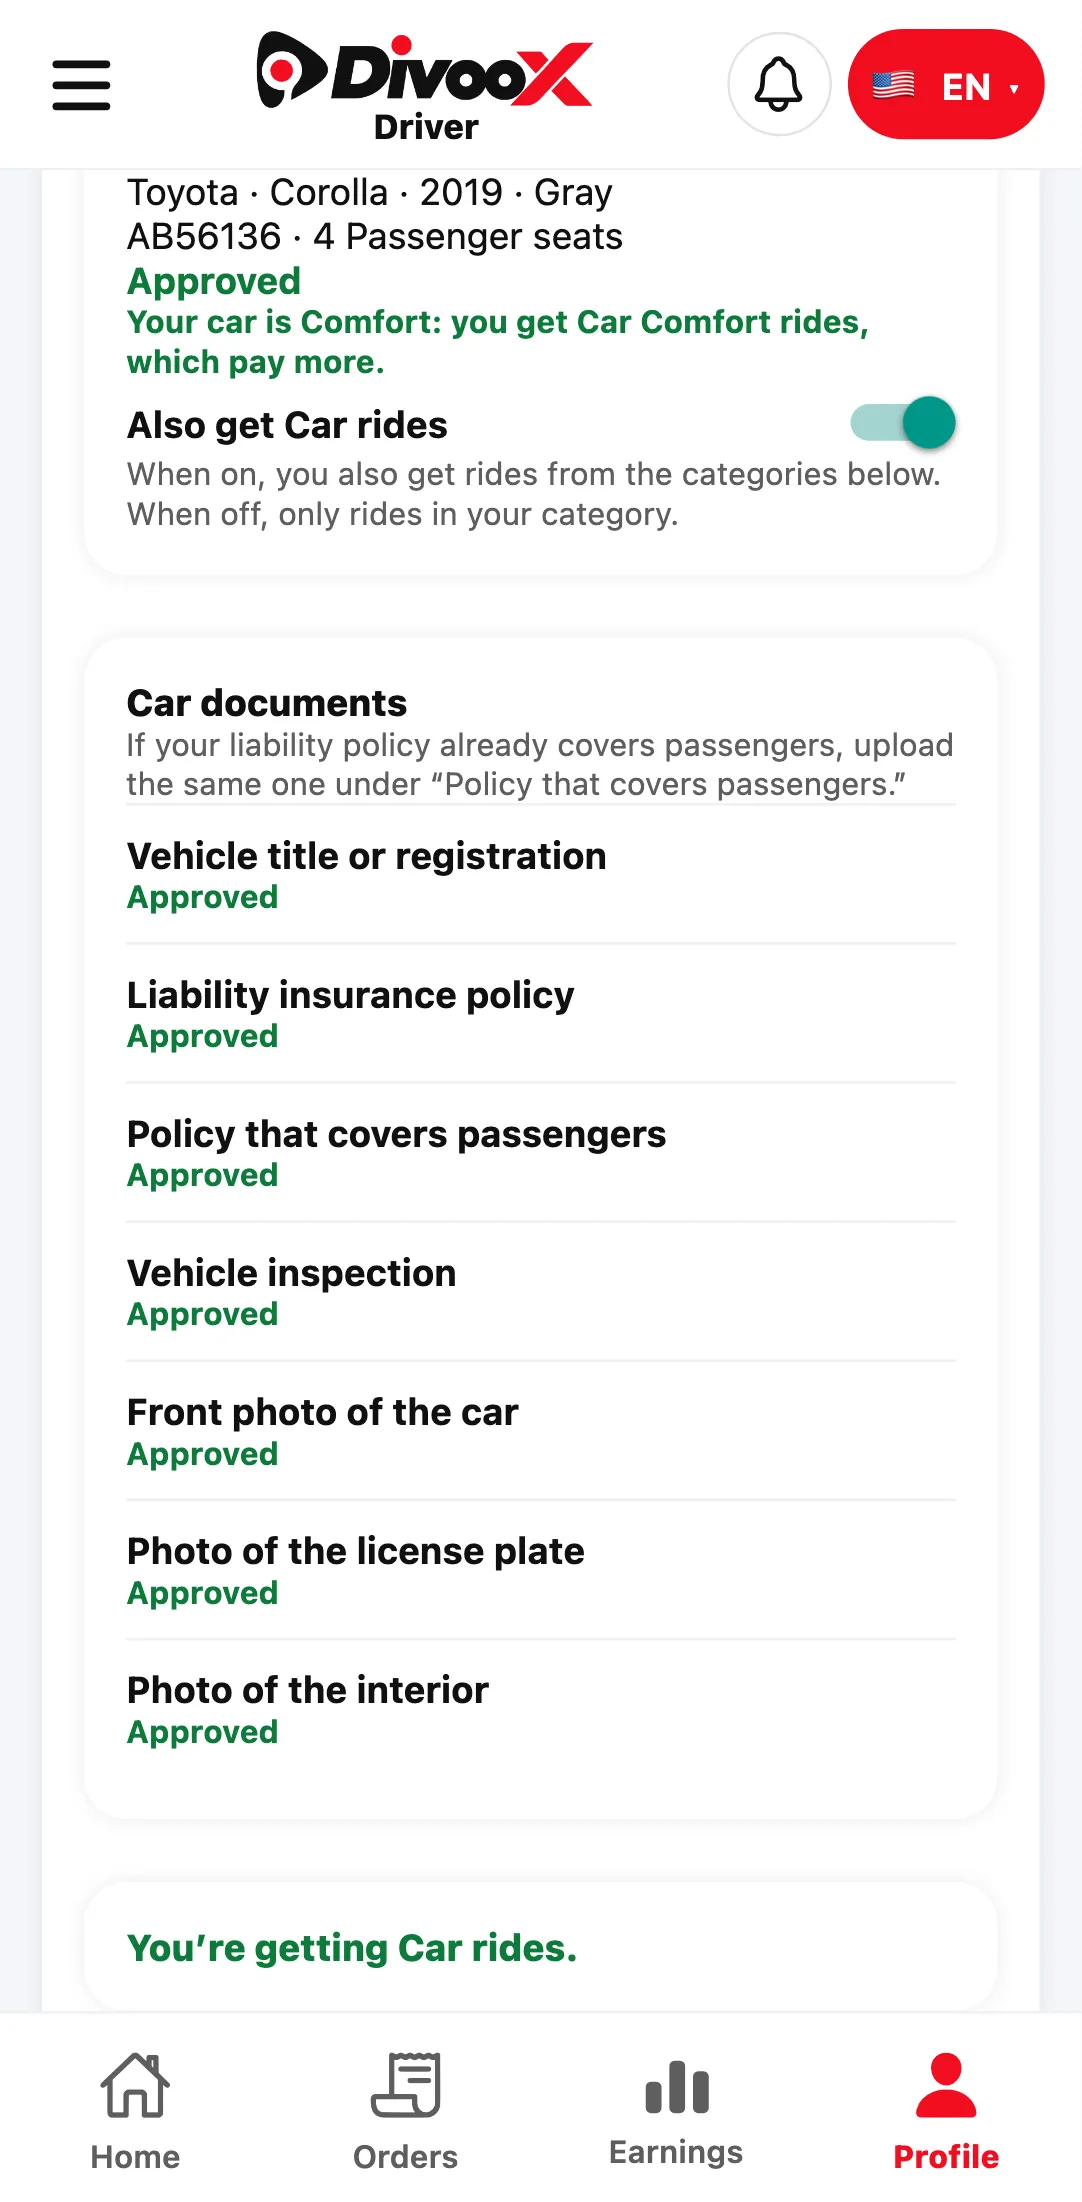 DivooX
Driver
EN
Toyota · Corolla · 2019 · Gray
AB56136 · 4 Passenger seats
Approved
Your car is Comfort: you get Car Comfort rides,
which pay more.
Also get Car rides
When on, you also get rides from the categories below.
When off, only rides in your category.
Car documents
If your liability policy already covers passengers, upload
the same one under “Policy that covers passengers.”
Vehicle title or registration
Approved
Liability insurance policy
Approved
Policy that covers passengers
Approved
Vehicle inspection
Approved
Front photo of the car
Approved
Photo of the license plate
Approved
Photo of the interior
Approved
You’re getting Car rides.
Home
Orders
Earnings
Profile